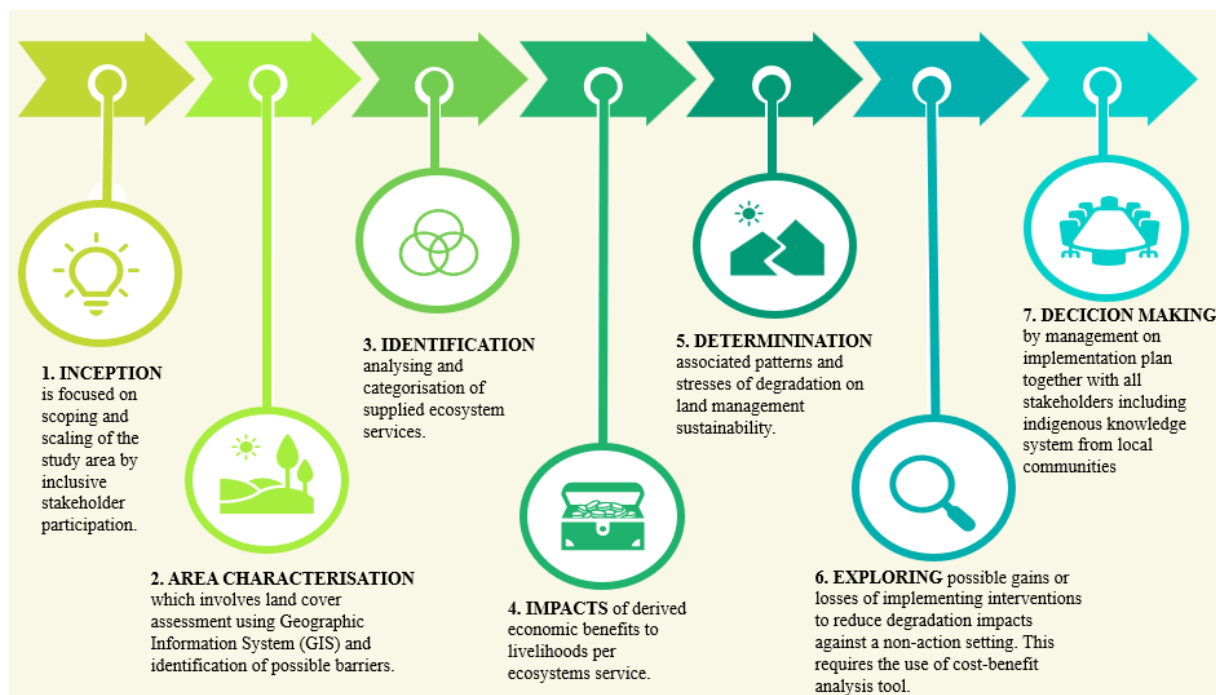 1. INCEPTION
is focused on
scoping and
scaling of the
study area by
inclusive
stakeholder
participation.
2. AREA CHARACTERISATION
which involves land cover
assessment using Geographic
Information System (GIS) and
identification of possible barriers.
3. IDENTIFICATION
analysing and
categorisation of
supplied ecosystem
services.
4. IMPACTS of derived
economic benefits to
livelihoods per
ecosystems service.
5. DETERMININATION
associated patterns and
stresses of degradation on
land management
sustainability.
6. EXPLORING possible gains or
losses of implementing interventions
to reduce degradation impacts
against a non-action setting. This
requires the use of cost-benefit
analysis tool.
7. DECICION MAKING
by management on
implementation plan
together with all
stakeholders including
indigenous knowledge
system from local
communities